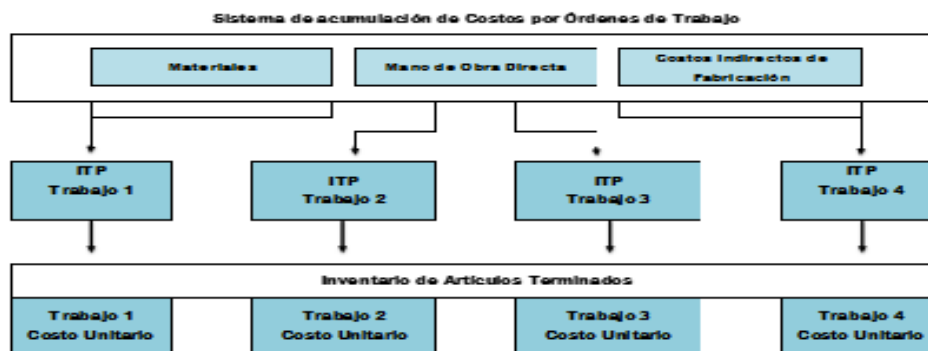 Sistema de acumulación de Costos por Órdenes de Trabajo
Materiales
Mano de Obra Directa
Costos Indirectos de
Fabricación
ITP
Trabajo 1
ITP
Trabajo 2
ITP
Trabajo 3
ITP
Trabajo 4
Inventario de Artículos Terminados
Trabajo 1
Costo Unitario
Trabajo 2
Costo Unitario
Trabajo 3
Costo Unitario
Trabajo 4
Costo Unitario